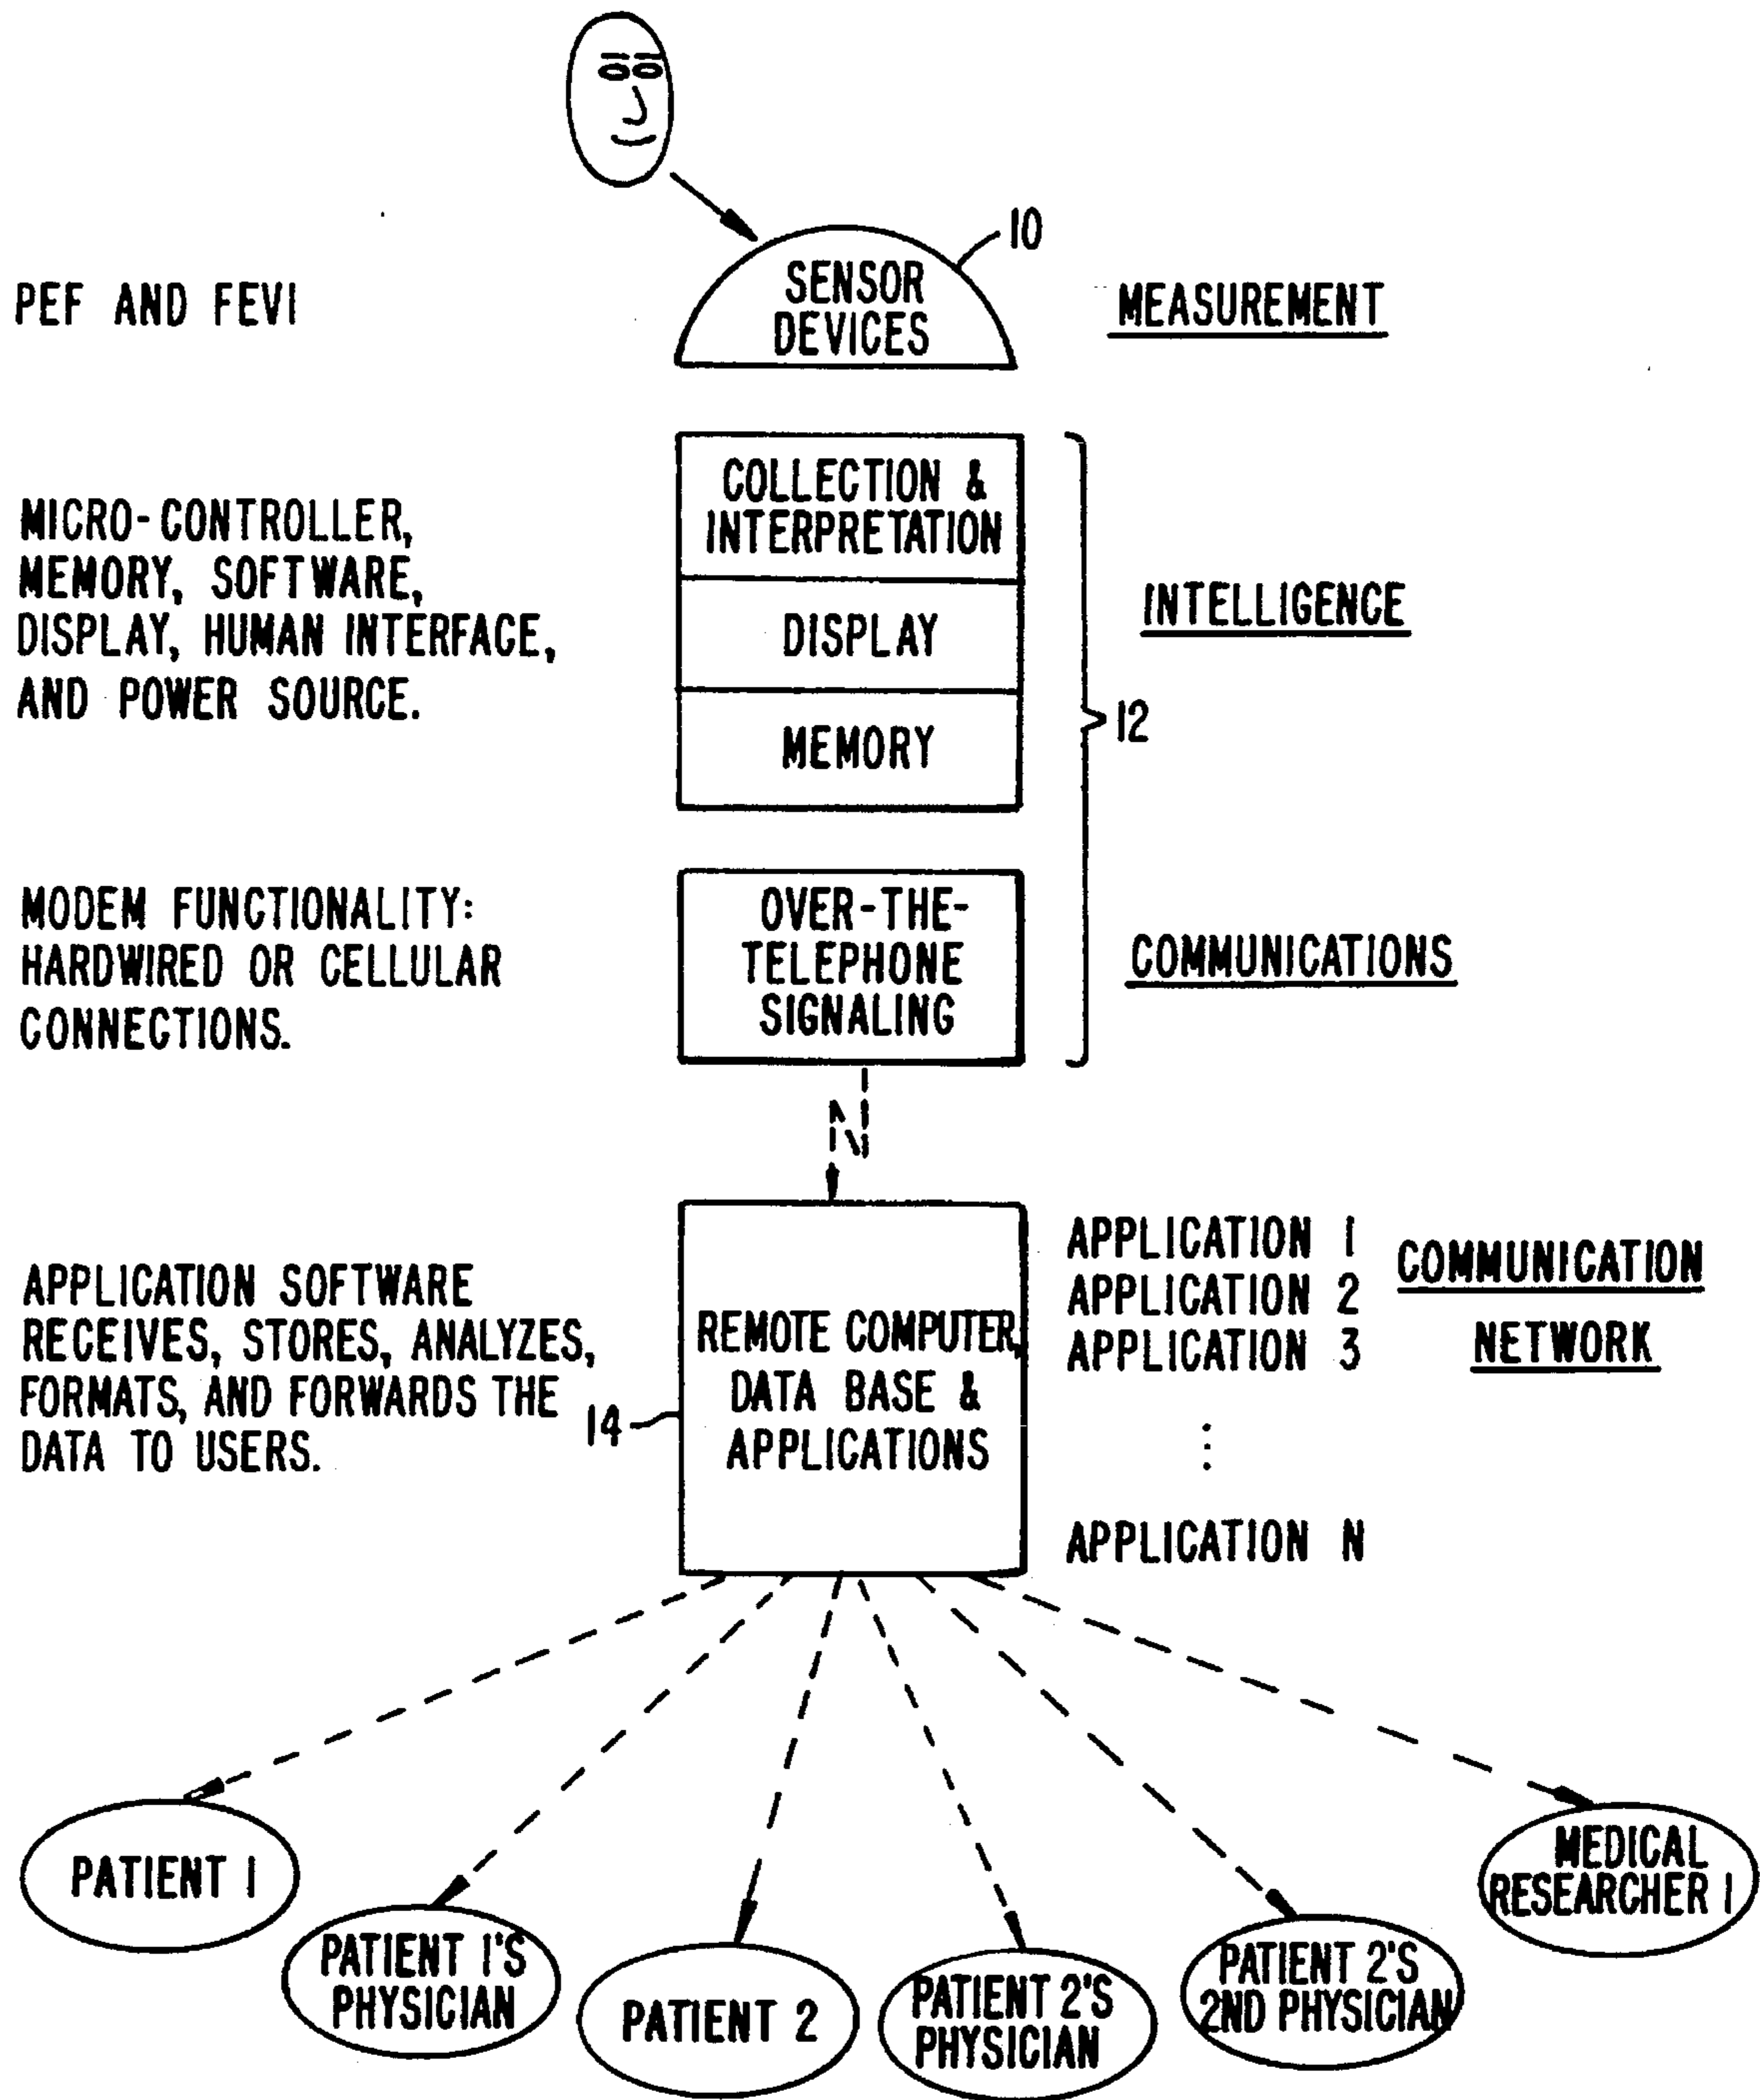 10
PEF AND FEVI
SENSOR
DEVICES
MEASUREMENT
MICRO-CONTROLLER,
MEMORY, SOFTWARE,
DISPLAY, HUMAN INTERFACE,
AND POWER SOURCE.
COLLECTION &
INTERPRETATION
DISPLAY
MEMORY
INTELLIGENCE
12
MODEM FUNCTIONALITY:
HARDWIRED OR CELLULAR
CONNECTIONS.
OVER-THE-
TELEPHONE
SIGNALING
COMMUNICATIONS
APPLICATION SOFTWARE
RECEIVES, STORES, ANALYZES,
FORMATS, AND FORWARDS THE
DATA TO USERS.
14
REMOTE COMPUTER,
DATA BASE &
APPLICATIONS
APPLICATION 1
APPLICATION 2
APPLICATION 3
⋮
APPLICATION N
COMMUNICATION
NETWORK
PATIENT 1
PATIENT 1'S
PHYSICIAN
PATIENT 2
PATIENT 2'S
PHYSICIAN
PATIENT 2'S
2ND PHYSICIAN
MEDICAL
RESEARCHER 1